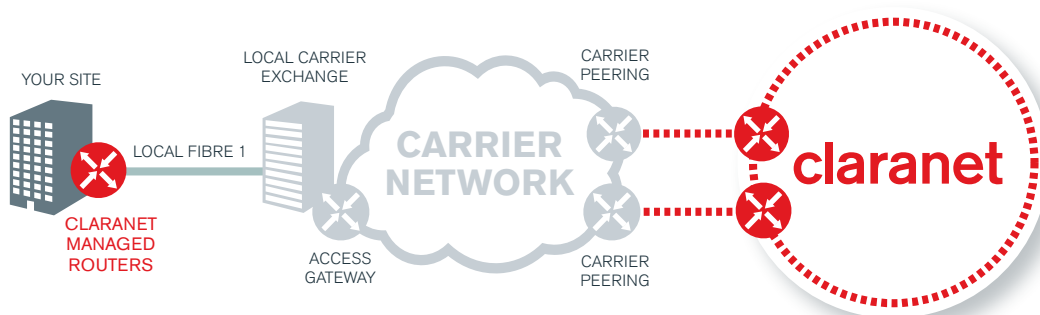 YOUR SITE
LOCAL CARRIER
EXCHANGE
CARRIER
PEERING
LOCAL FIBRE 1
CARRIER
NETWORK
claranet
CLARANET
MANAGED
ROUTERS
ACCESS
GATEWAY
CARRIER
PEERING